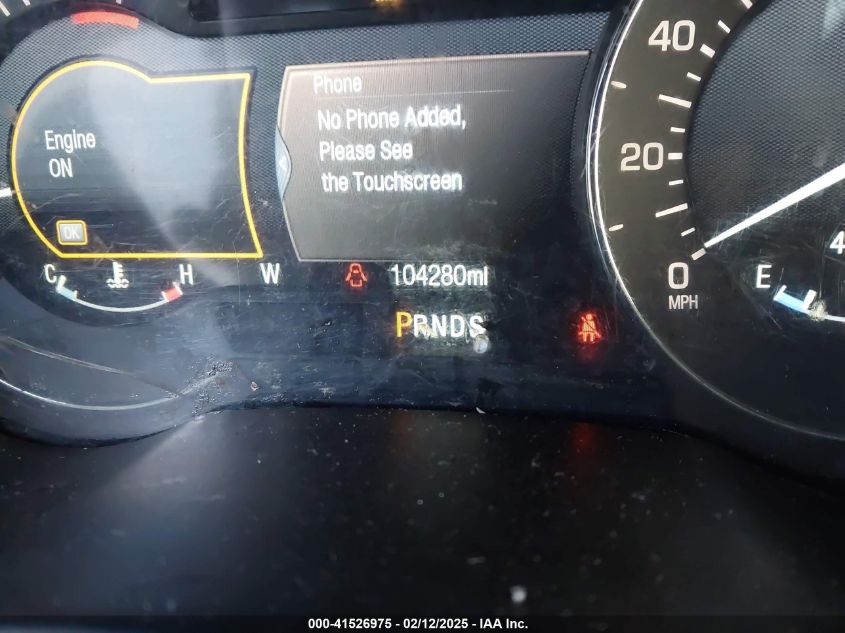 40
Phone
No Phone Added,
Please See
the Touchscreen
Engine
ON
20
OK
C H W 104280mi 0 E 4
MPH
PRNDS
000-41526975 - 02/12/2025 - IAA Inc.